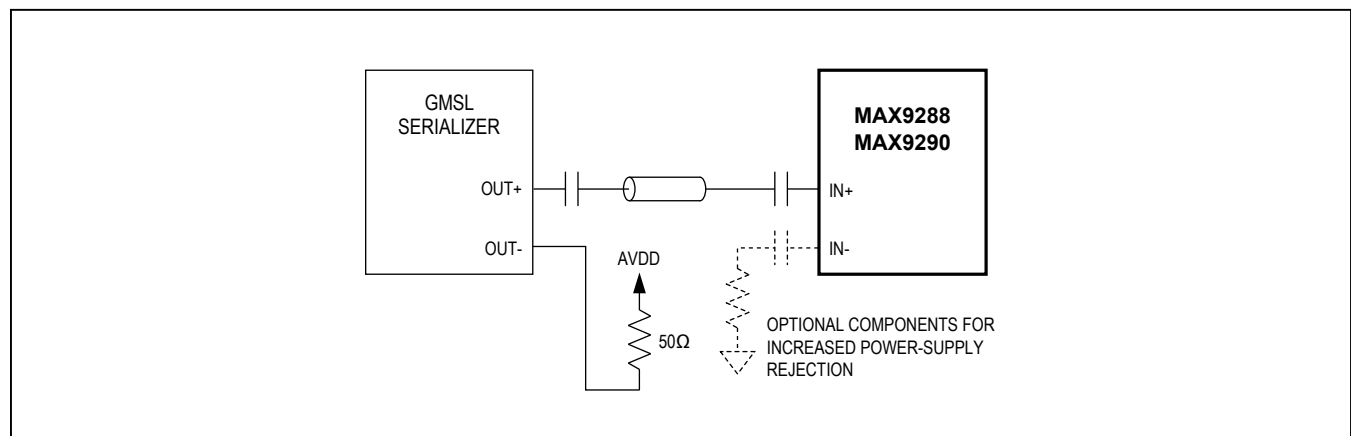 GMSL
SERIALIZER
OUT+
OUT-
AVDD
50Ω
MAX9288
MAX9290
IN+
IN-
OPTIONAL COMPONENTS FOR
INCREASED POWER-SUPPLY
REJECTION